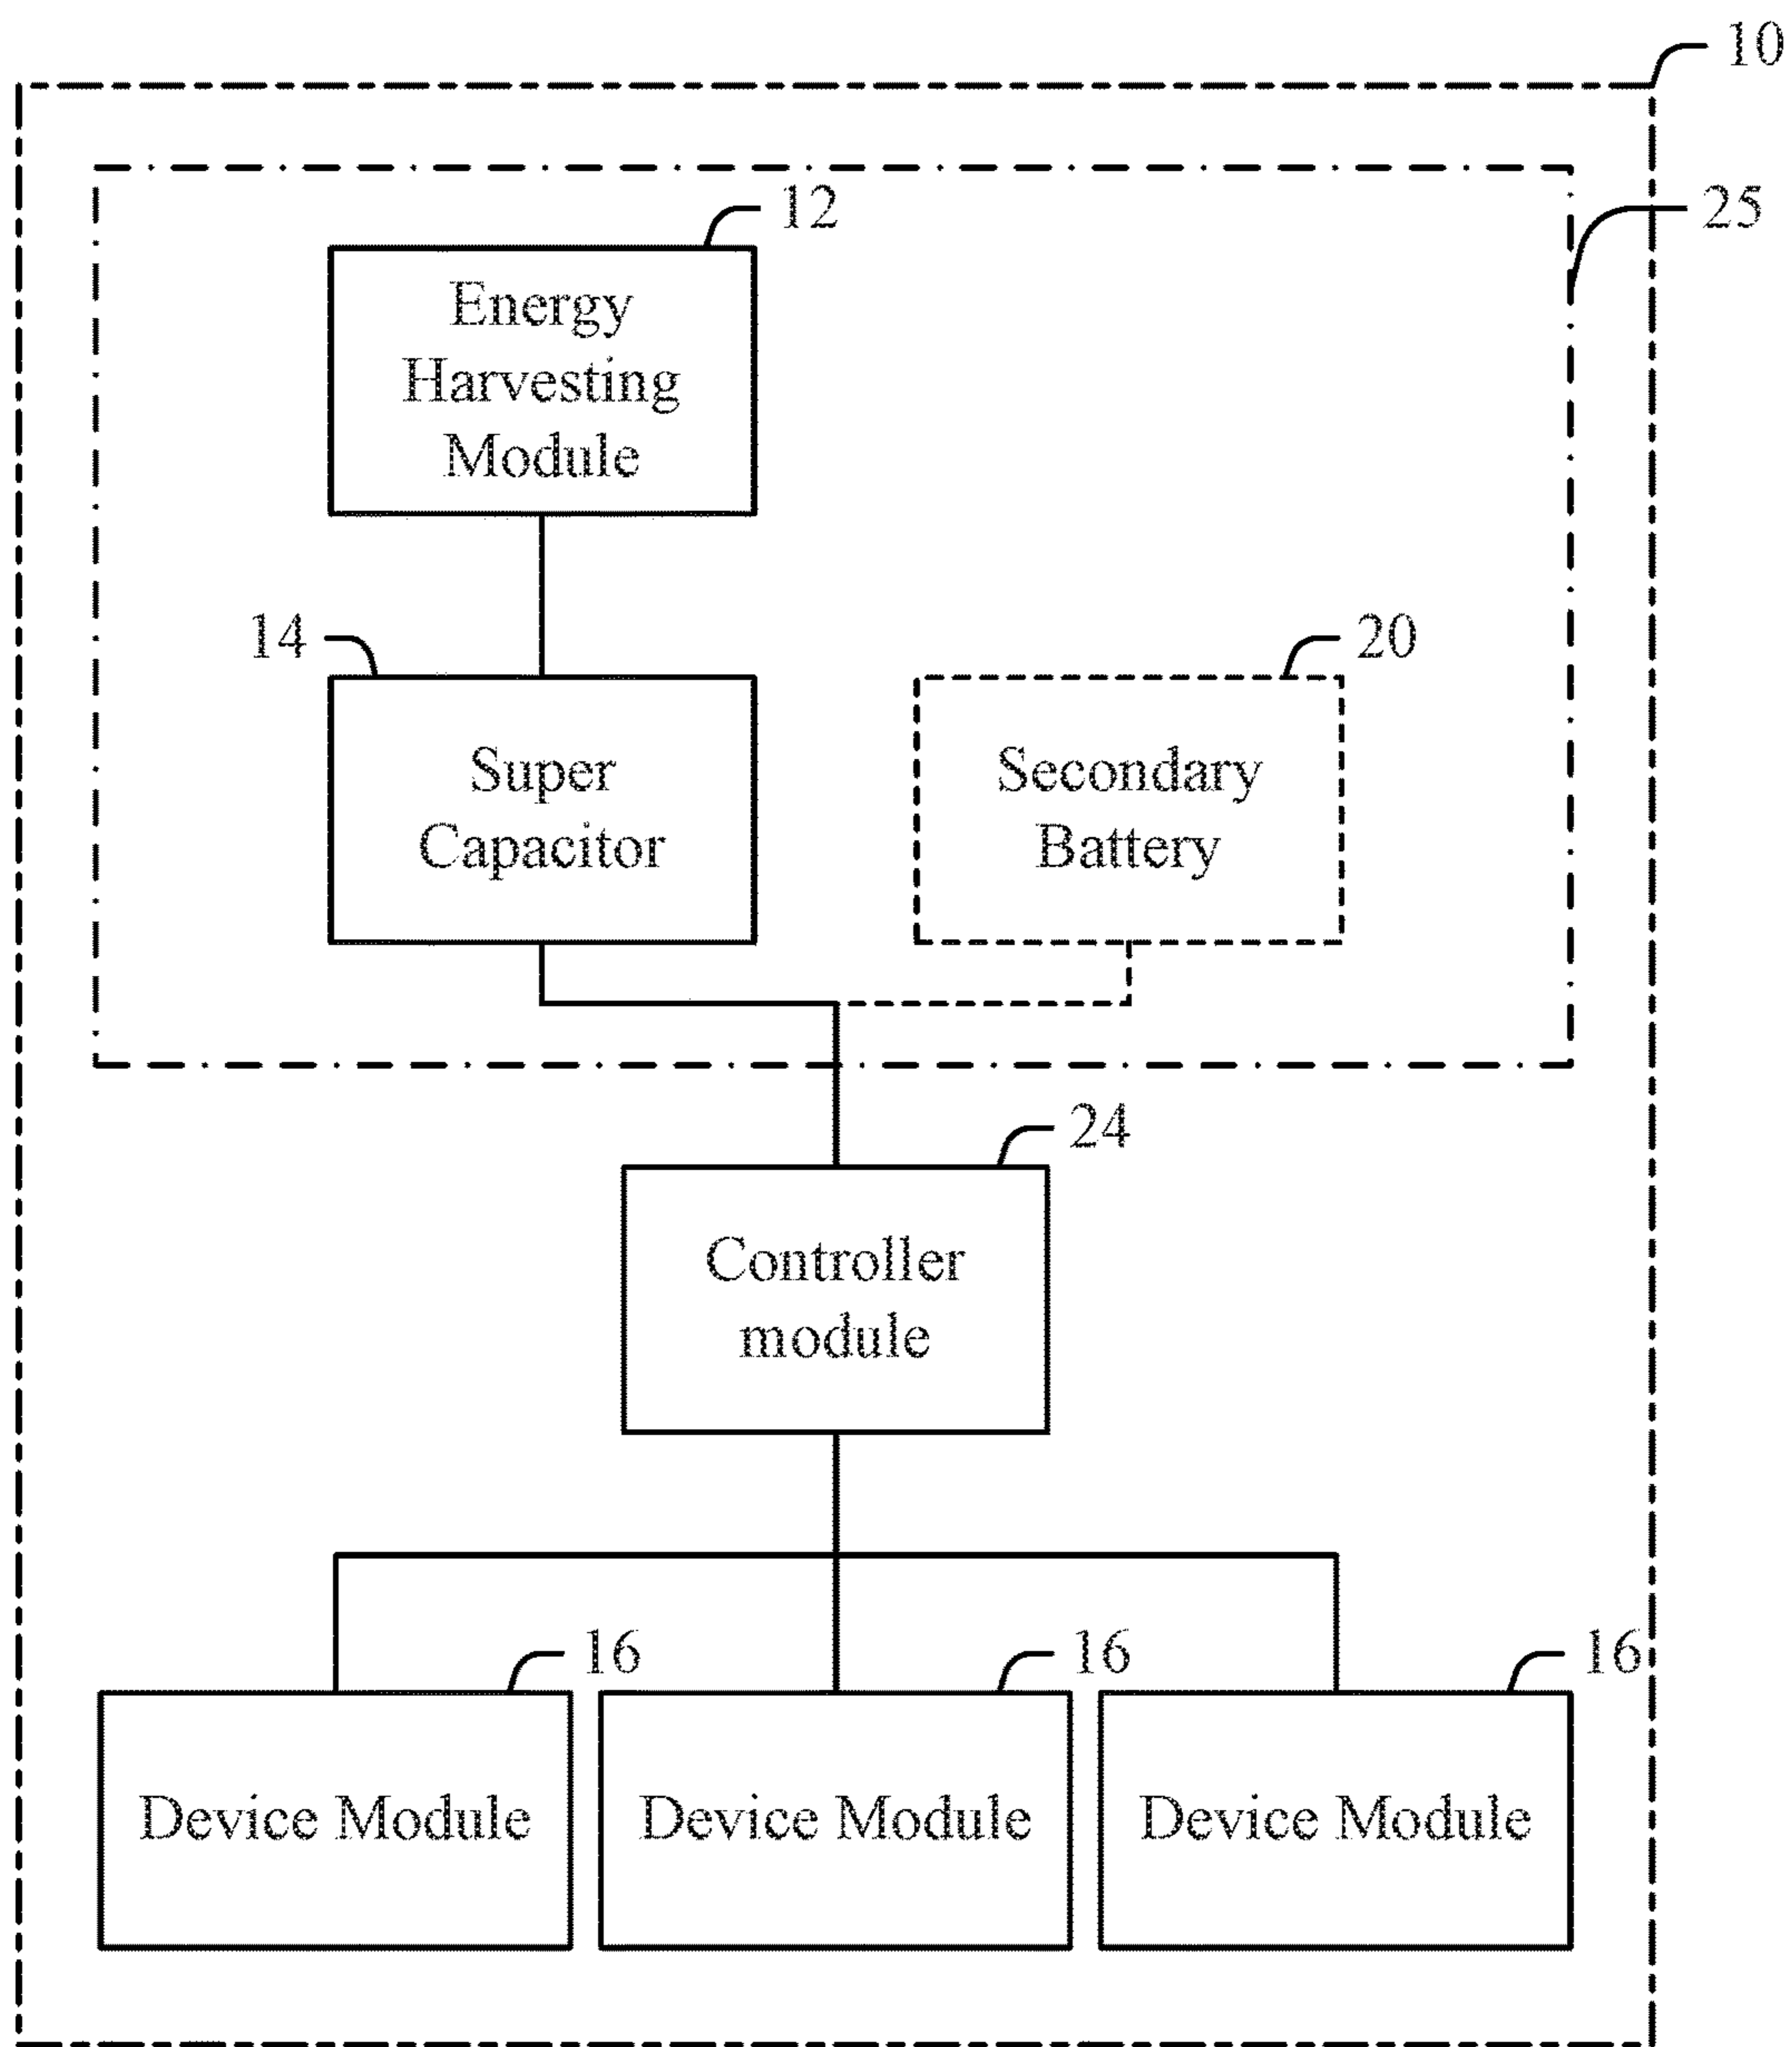 10
12
25
Energy
Harvesting
Module
14
20
Super
Capacitor
Secondary
Battery
24
Controller
module
16
16
16
Device Module
Device Module
Device Module